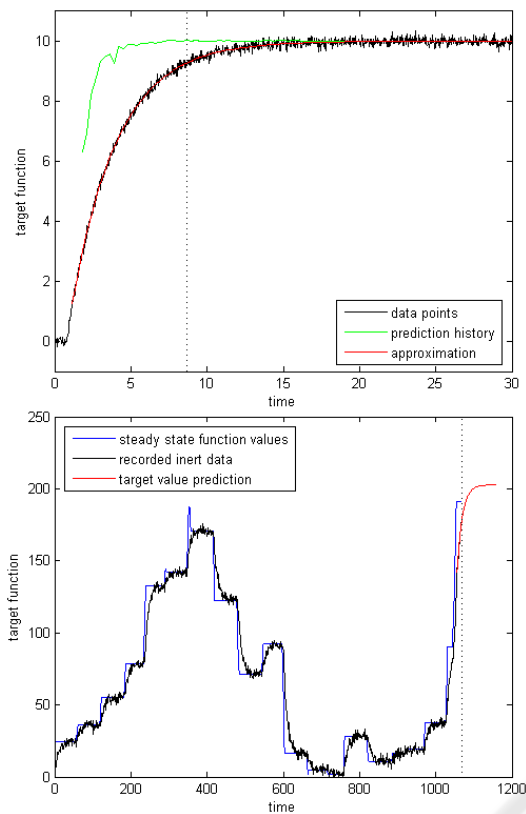 target function
10
8
6
4
2
0
data points
prediction history
approximation
0
5
10
15
20
25
30
time
target function
250
200
150
100
50
0
steady state function values
recorded inert data
target value prediction
0
200
400
600
800
1000
1200
time